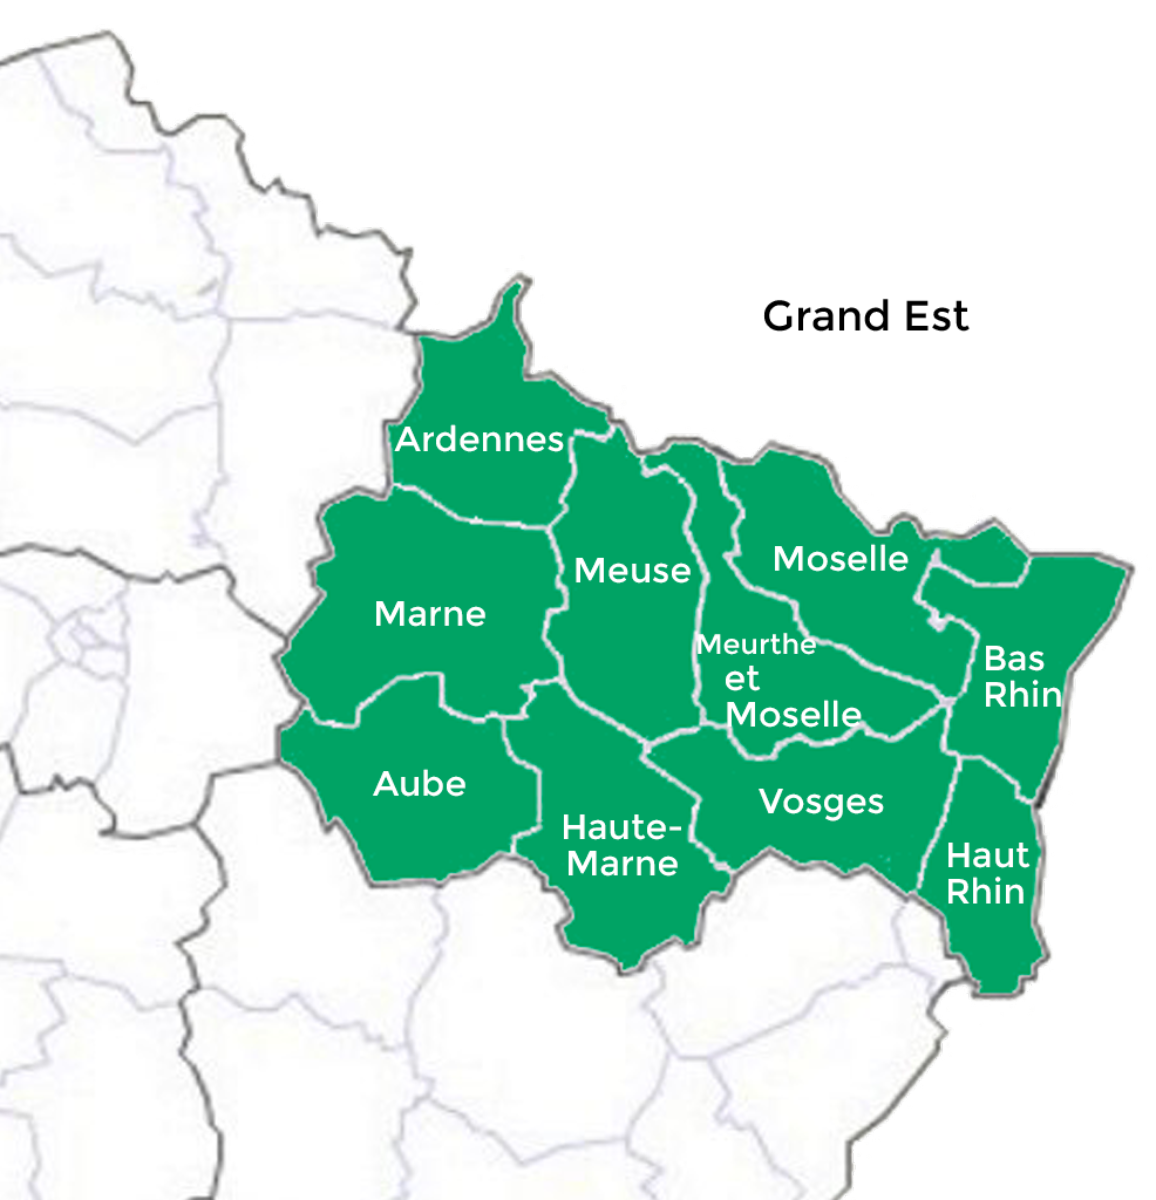 Grand Est
Ardennes
Moselle
Meuse
Marne
Meurthe
et
Moselle
Bas
Rhin
Aube
Vosges
Haute-
Marne
Haut
Rhin